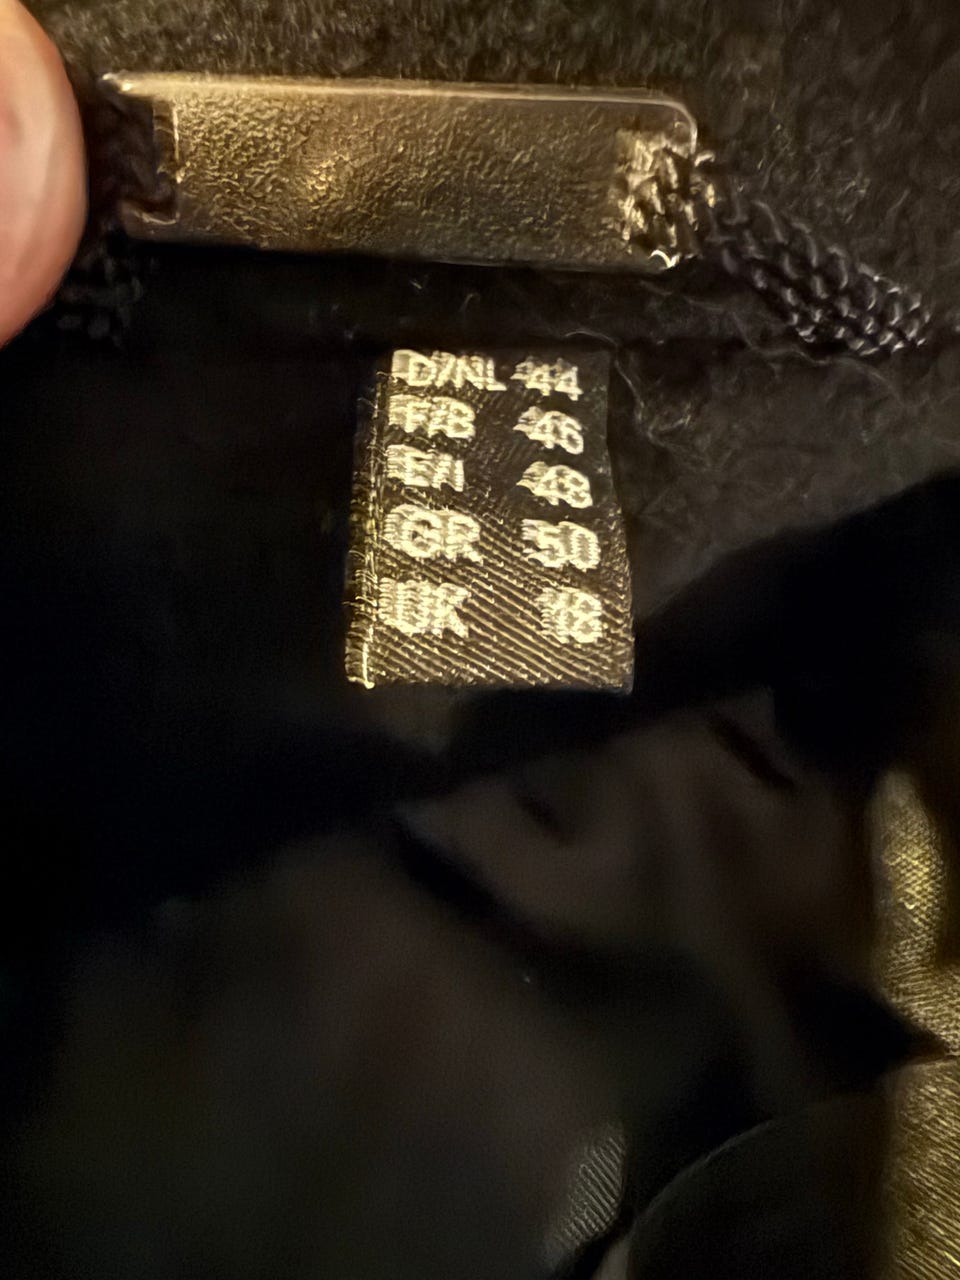 D/NL 44
F/B 46
E/I 48
GR 50
UK 18